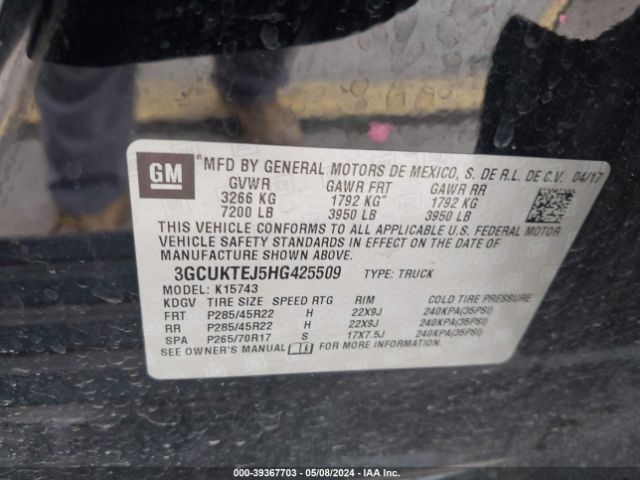 GM
*MFD BY GENERAL MOTORS DE MEXICO, S. DE R.L. DE C.V. 04/17
GVWR GAWR FRT GAWR RR
3266 KG 1792 KG* 1792 KG
7200 LB 3950 LB 3950 LB
THIS VEHICLE CONFORMS TO ALL APPLICABLE U.S. FEDERAL MOTOR
VEHICLE SAFETY STANDARDS IN EFFECT ON THE DATE OF
MANUFACTURE SHOWN ABOVE.
3GCUKTEJ5HG425509 TYPE: TRUCK
MODEL: K15743
KDGV TIRE SIZE SPEED RTG RIM COLD TIRE PRESSURE
FRT P285/45R22 H 22X9J 240KPA(35PSI)
RR P285/45R22 H 22X9J 240KPA(35PSI)
SPA P265/70R17 S 17X7.5J 240KPA(35PSI)
SEE OWNER'S MANUAL i FOR MORE INFORMATION.
000-39367703 - 05/08/2024 - Copyright IAA, LLC